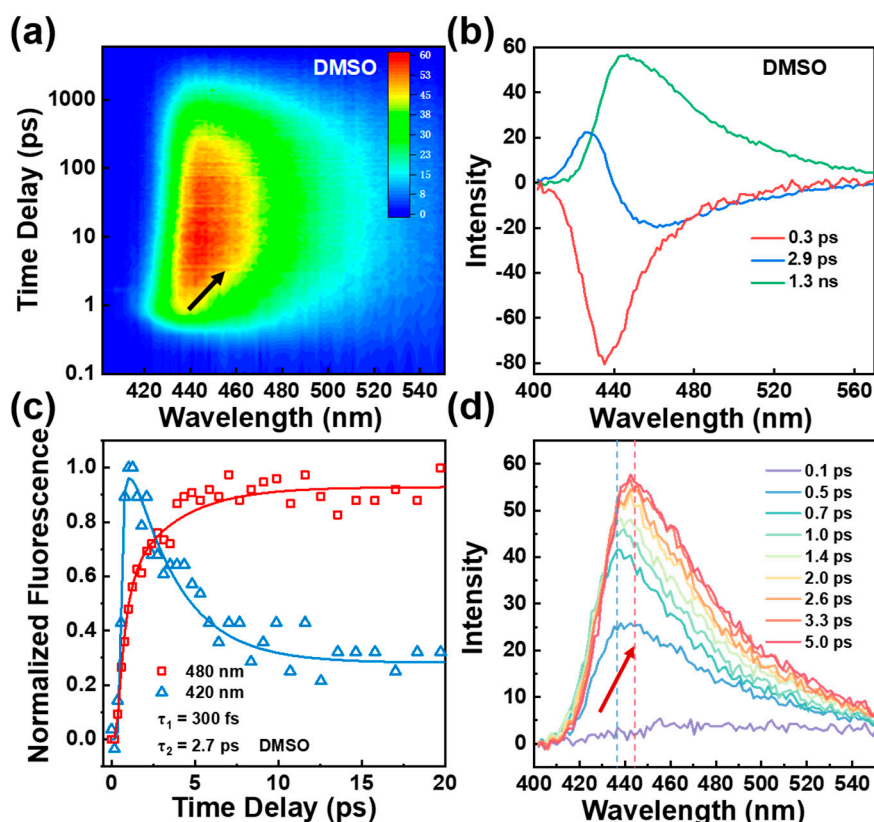 (a)
DMSO
60
53
45
38
30
23
15
8
0
1000
100
10
1
0.1
Time Delay (ps)
420 440 460 480 500 520 540
Wavelength (nm)
(b)
DMSO
60
40
20
0
-20
-40
-60
-80
Intensity
0.3 ps
2.9 ps
1.3 ns
400 440 480 520 560
Wavelength (nm)
(c)
1.0
0.8
0.6
0.4
0.2
0.0
Normalized Fluorescence
480 nm
420 nm
τ1 = 300 fs
τ2 = 2.7 ps DMSO
0 5 10 15 20
Time Delay (ps)
(d)
60
50
40
30
20
10
0
Intensity
0.1 ps
0.5 ps
0.7 ps
1.0 ps
1.4 ps
2.0 ps
2.6 ps
3.3 ps
5.0 ps
400 420 440 460 480 500 520 540
Wavelength (nm)